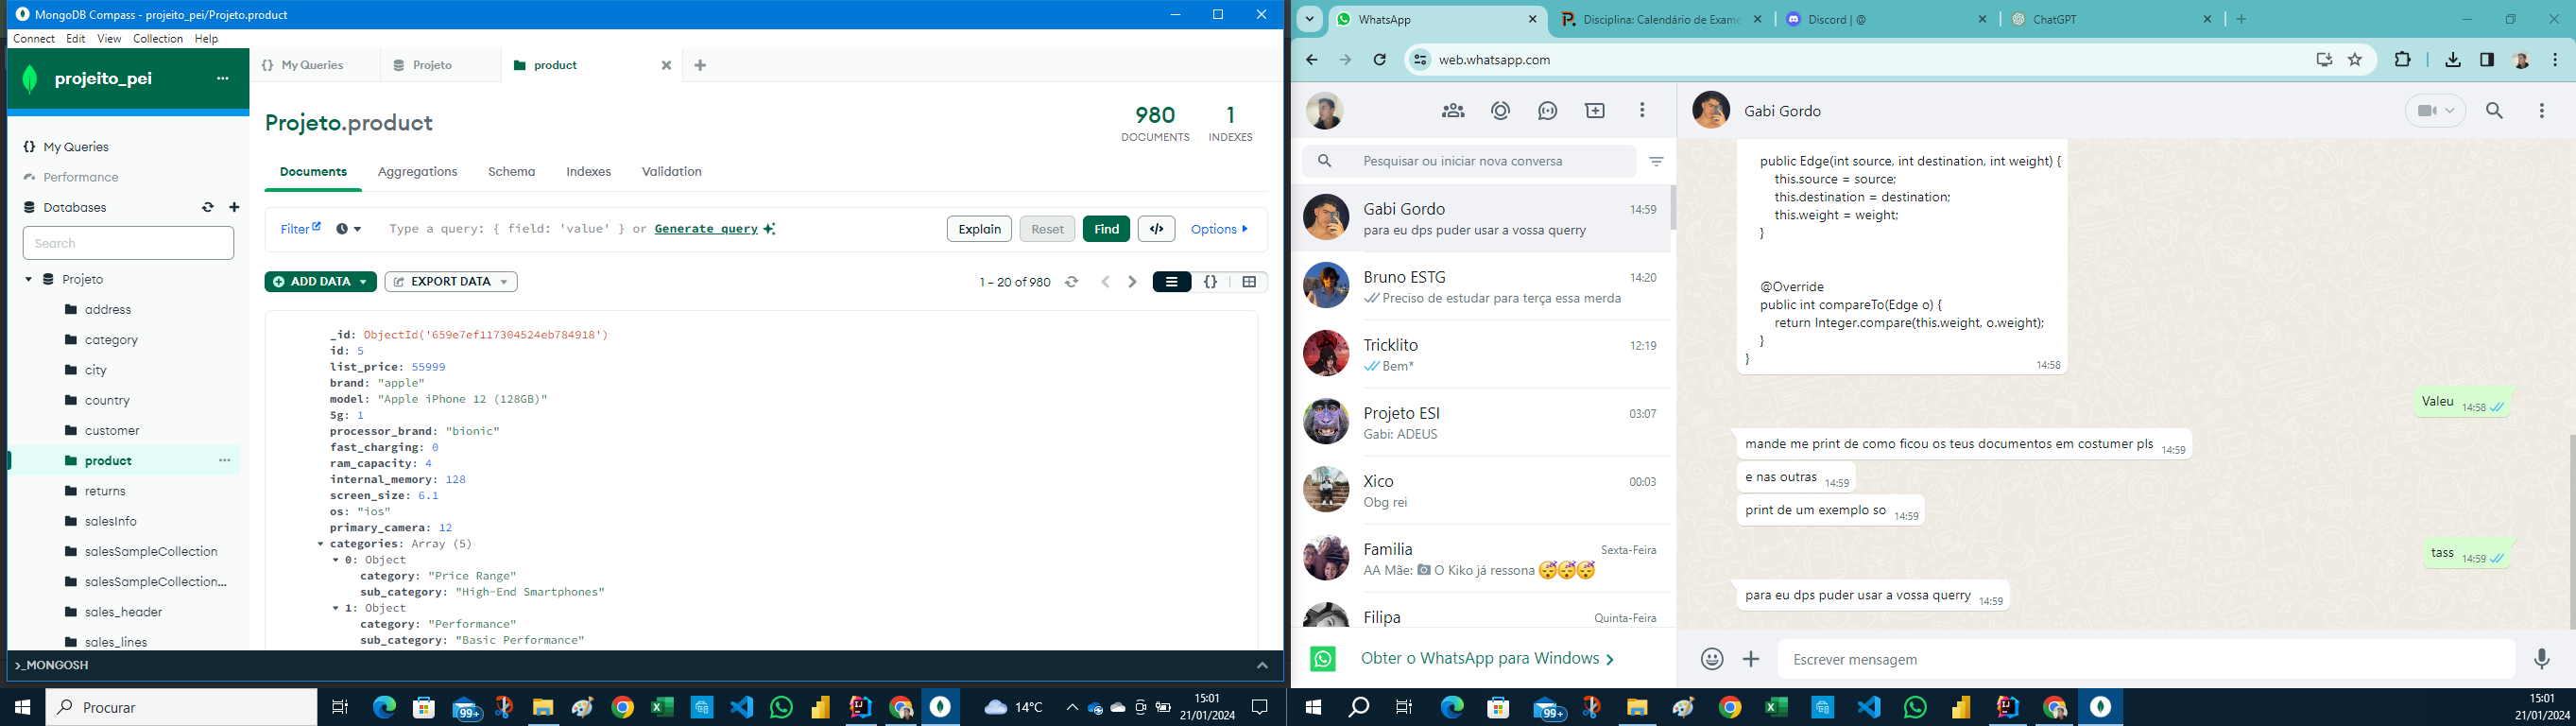 MongoDB Compass - projeito_pei/Projeto.product
Connect Edit View Collection Help
projeito_pei
My Queries
Performance
Databases
Search
Projeto
address
category
city
country
customer
product
returns
salesInfo
salesSampleCollection
salesSampleCollection...
sales_header
sales_lines
>_MONGOSH
{} My Queries
Projeto
product
Projeto.product
980
DOCUMENTS
1
INDEXES
Documents Aggregations Schema Indexes Validation
Filter
Type a query: { field: 'value' } or Generate query
Explain
Reset
Find
</>
Options
ADD DATA
EXPORT DATA
1 – 20 of 980
{}
_id: ObjectId('659e7ef117304524eb784918')
id: 5
list_price: 55999
brand: "apple"
model: "Apple iPhone 12 (128GB)"
5g: 1
processor_brand: "bionic"
fast_charging: 0
ram_capacity: 4
internal_memory: 128
screen_size: 6.1
os: "ios"
primary_camera: 12
categories: Array (5)
0: Object
category: "Price Range"
sub_category: "High-End Smartphones"
1: Object
category: "Performance"
sub_category: "Basic Performance"
WhatsApp
Disciplina: Calendário de Exame
Discord | @
ChatGPT
web.whatsapp.com
Pesquisar ou iniciar nova conversa
Gabi Gordo 14:59
para eu dps puder usar a vossa querry
Bruno ESTG 14:20
Preciso de estudar para terça essa merda
Tricklito 12:19
Bem*
Projeto ESI 03:07
Gabi: ADEUS
Xico 00:03
Obg rei
Familia Sexta-Feira
AA Mãe: 📷 O Kiko já ressona 😴😴😴
Filipa Quinta-Feira
Obter o WhatsApp para Windows
Gabi Gordo
public Edge(int source, int destination, int weight) {
this.source = source;
this.destination = destination;
this.weight = weight;
}
@Override
public int compareTo(Edge o) {
return Integer.compare(this.weight, o.weight);
}
}
14:58
Valeu 14:58
mande me print de como ficou os teus documentos em costumer pls 14:59
e nas outras 14:59
print de um exemplo so 14:59
tass 14:59
para eu dps puder usar a vossa querry 14:59
Escrever mensagem
Procurar
99+
14°C
15:01
21/01/2024
99+
15:01
21/01/2024